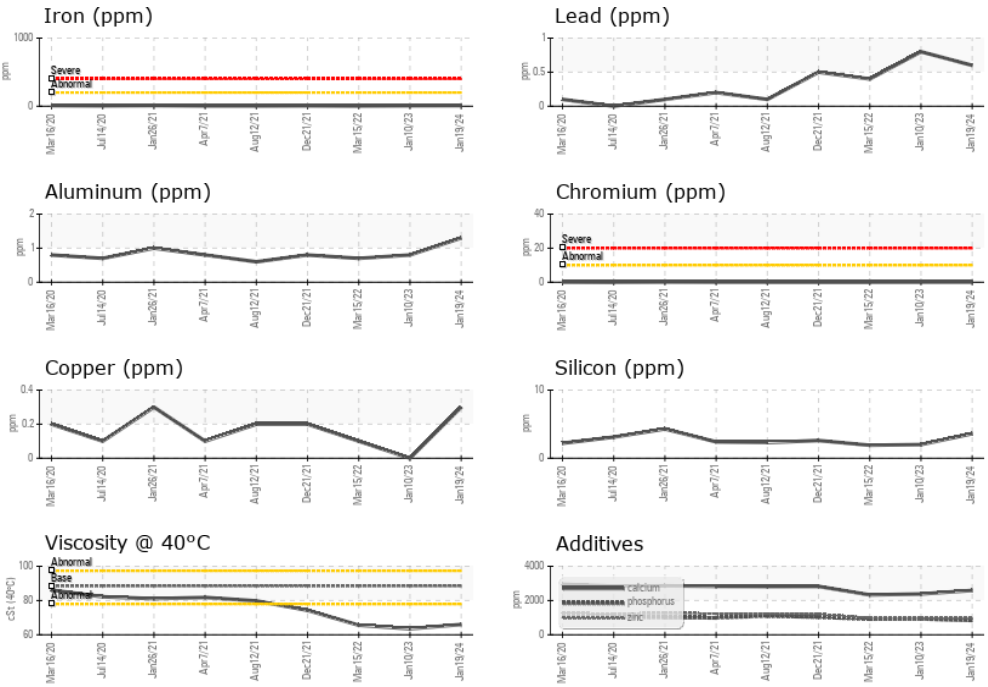 Iron (ppm)
1000
0
ppm
Severe
Abnormal
Mar16/20
Jul14/20
Jan26/21
Apr7/21
Aug12/21
Dec21/21
Mar15/22
Jan10/23
Jan19/24
Lead (ppm)
1
0.5
0
ppm
Mar16/20
Jul14/20
Jan26/21
Apr7/21
Aug12/21
Dec21/21
Mar15/22
Jan10/23
Jan19/24
Aluminum (ppm)
2
1
0
ppm
Mar16/20
Jul14/20
Jan26/21
Apr7/21
Aug12/21
Dec21/21
Mar15/22
Jan10/23
Jan19/24
Chromium (ppm)
40
20
0
ppm
Severe
Abnormal
Mar16/20
Jul14/20
Jan26/21
Apr7/21
Aug12/21
Dec21/21
Mar15/22
Jan10/23
Jan19/24
Copper (ppm)
0.4
0.2
0
ppm
Mar16/20
Jul14/20
Jan26/21
Apr7/21
Aug12/21
Dec21/21
Mar15/22
Jan10/23
Jan19/24
Silicon (ppm)
10
0
ppm
Mar16/20
Jul14/20
Jan26/21
Apr7/21
Aug12/21
Dec21/21
Mar15/22
Jan10/23
Jan19/24
Viscosity @ 40°C
100
80
60
cSt (40°C)
Abnormal
Base
Abnormal
Mar16/20
Jul14/20
Jan26/21
Apr7/21
Aug12/21
Dec21/21
Mar15/22
Jan10/23
Jan19/24
Additives
4000
2000
0
ppm
calcium
phosphorus
zinc
Mar16/20
Jul14/20
Jan26/21
Apr7/21
Aug12/21
Dec21/21
Mar15/22
Jan10/23
Jan19/24